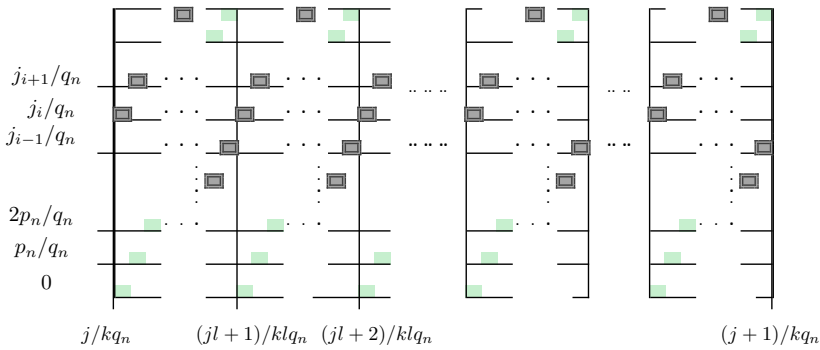 j_{i+1}/q_n
j_i/q_n
j_{i-1}/q_n
2p_n/q_n
p_n/q_n
0
j/kq_n (jl + 1)/klq_n (jl + 2)/klq_n (j + 1)/kq_n